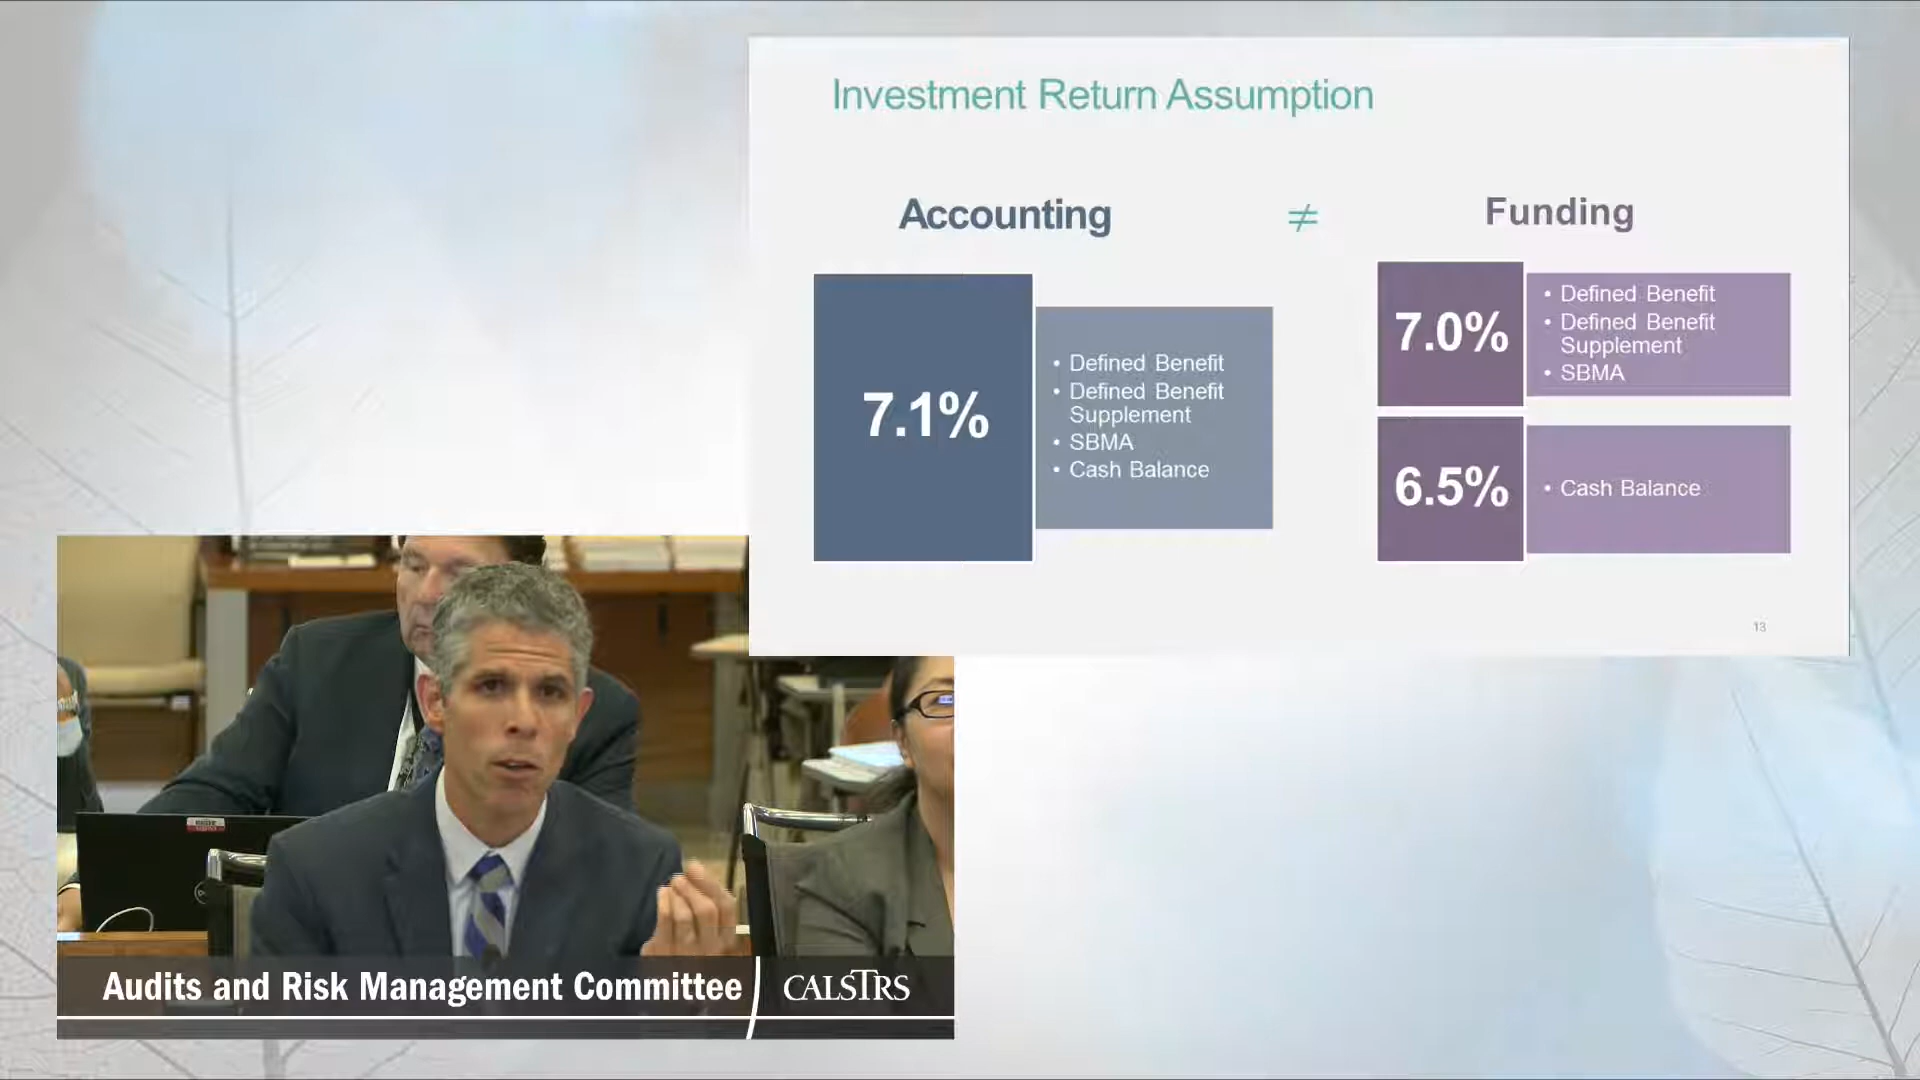 Investment Return Assumption
Accounting
≠
Funding
7.1%
• Defined Benefit
• Defined Benefit
Supplement
• SBMA
• Cash Balance
7.0%
• Defined Benefit
• Defined Benefit
Supplement
• SBMA
6.5%
• Cash Balance
13
Audits and Risk Management Committee
CALSTRS